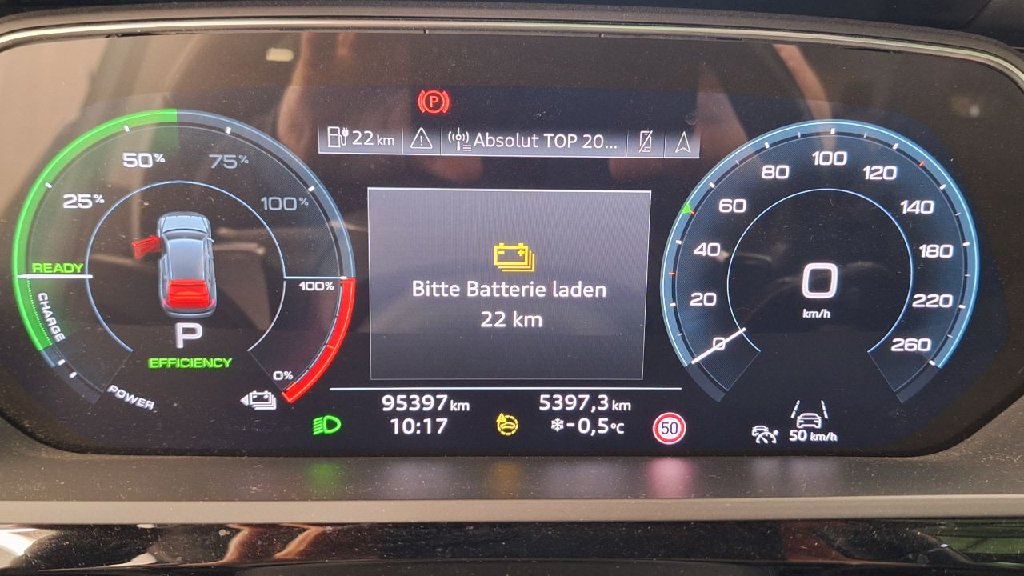 P
22 km Absolut TOP 20...
25% 50% 75% 100%
READY
CHARGE
POWER
P
EFFICIENCY
100%
0%
Bitte Batterie laden
22 km
95397 km 5397,3 km
10:17 -0,5°C
50
0 20 40 60 80 100 120 140 180 220 260
0
km/h
50 km/h